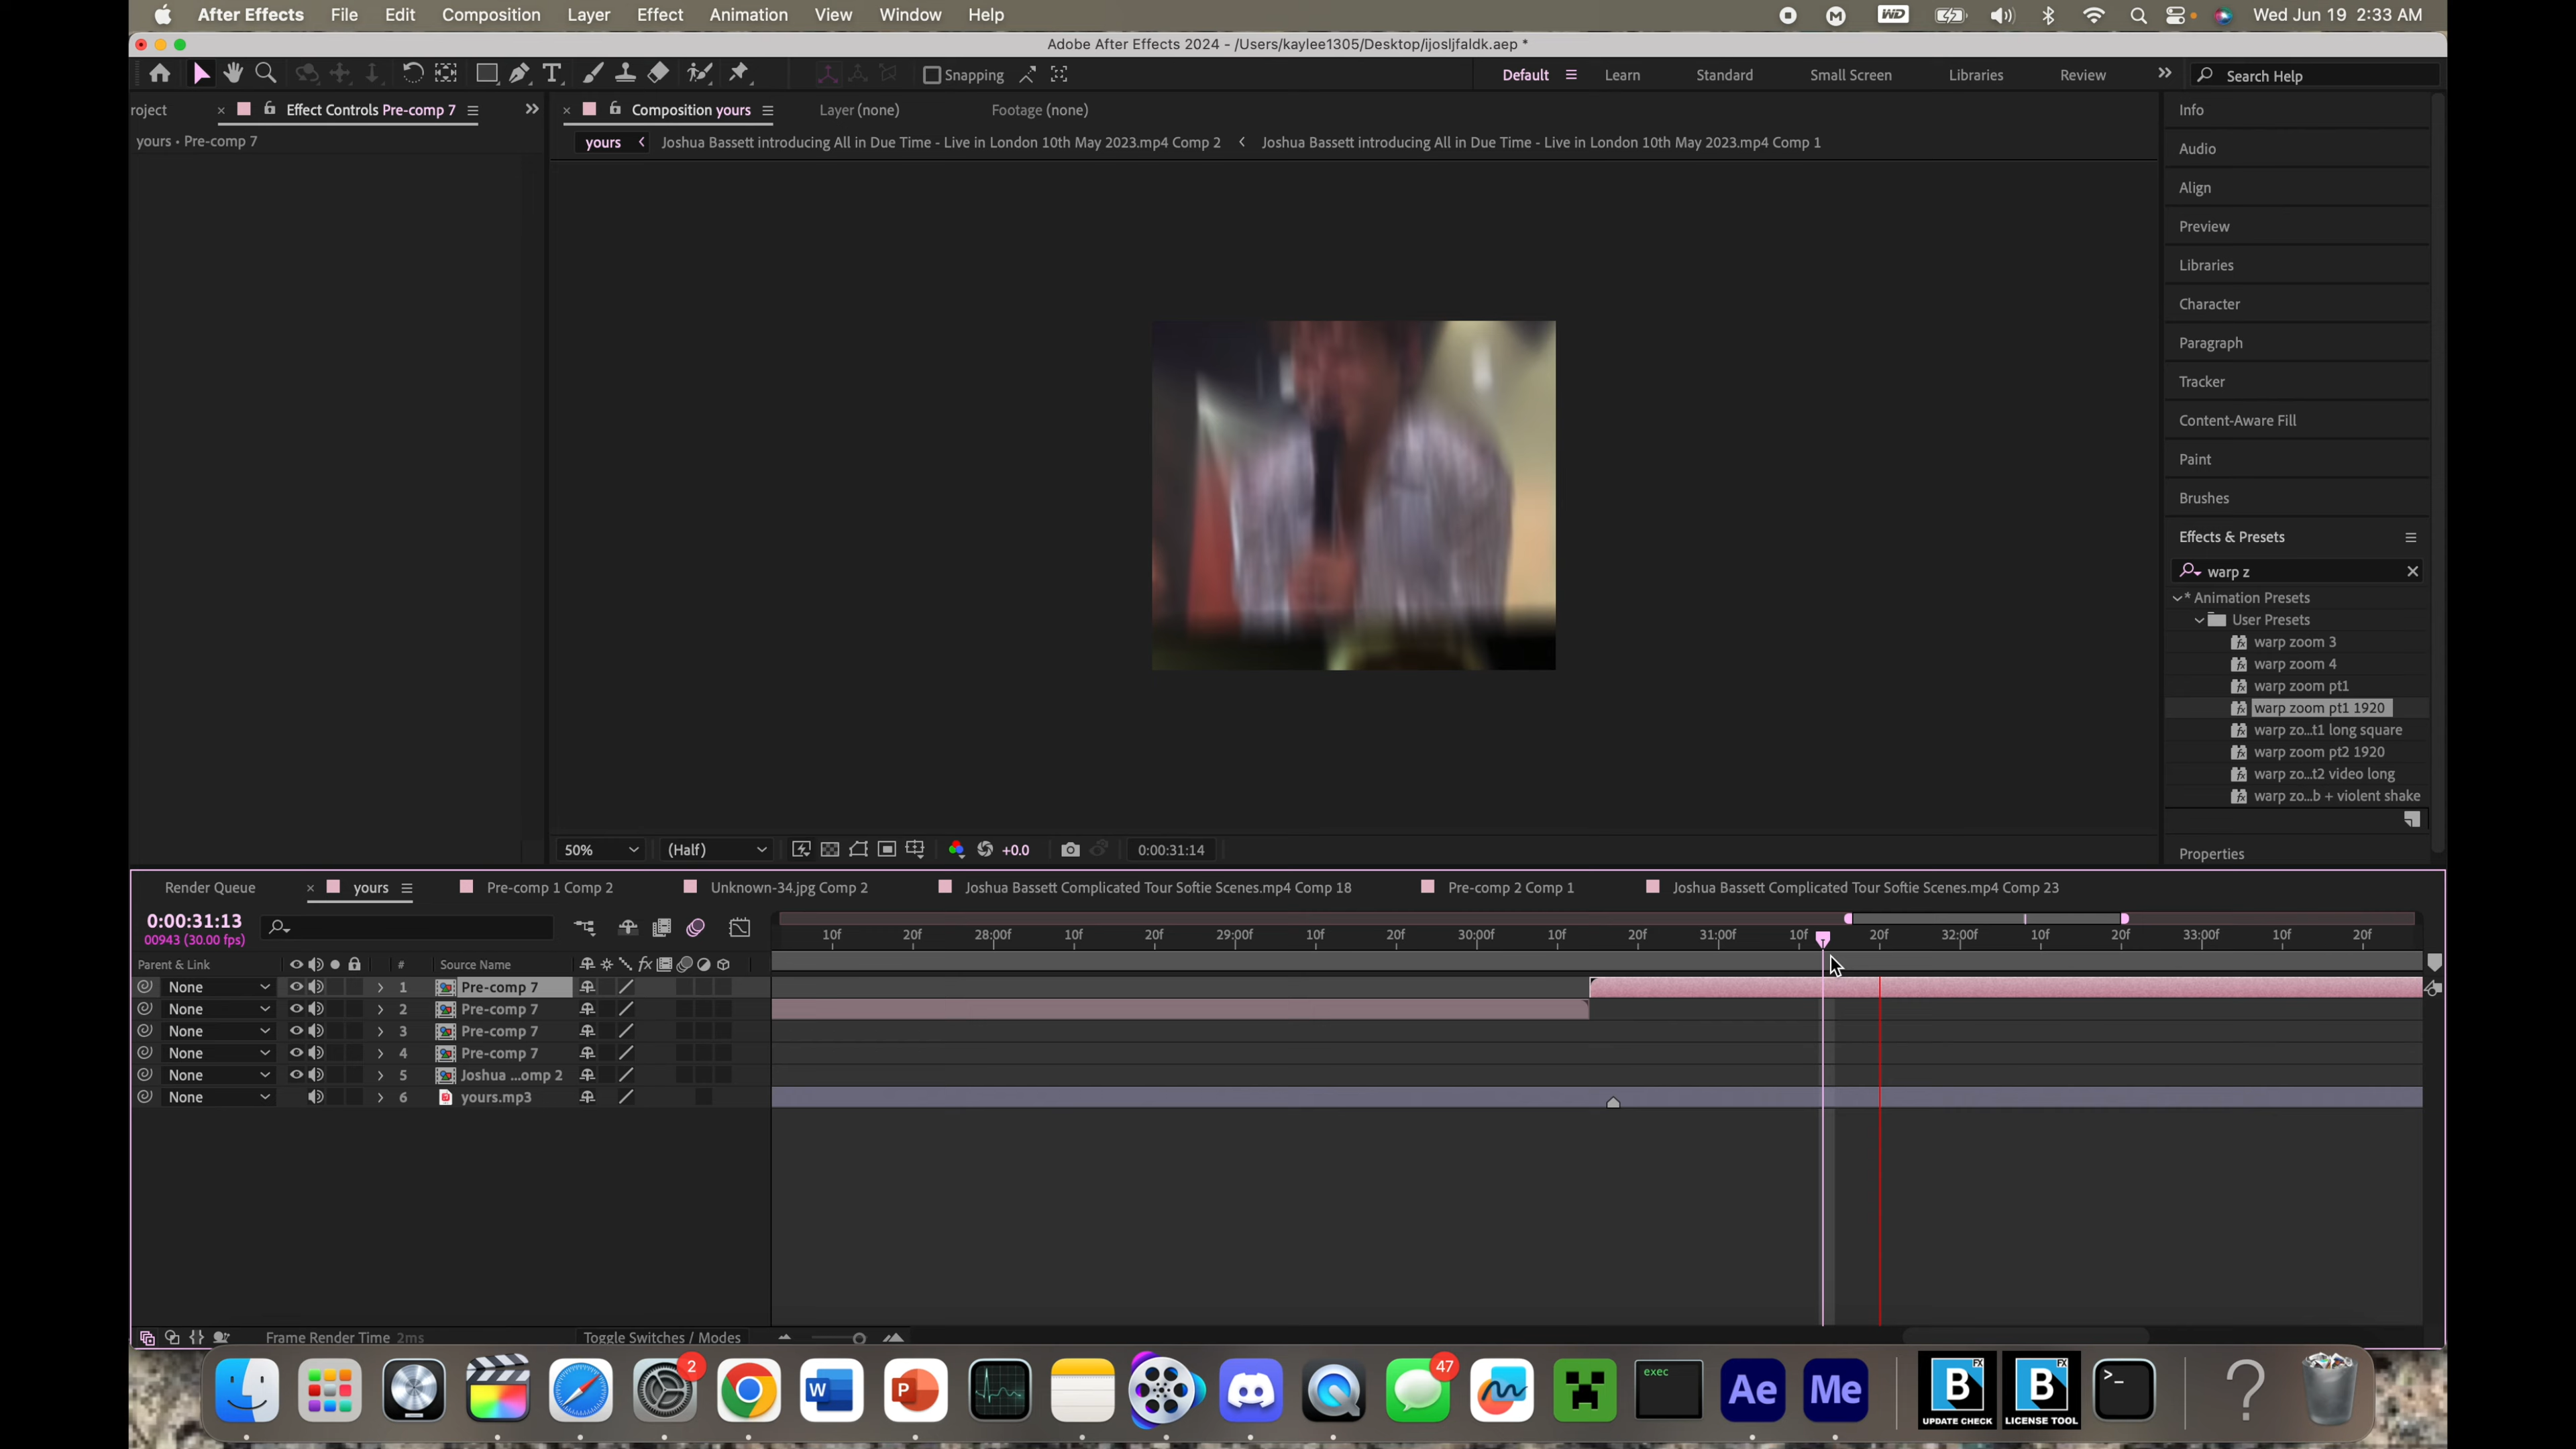 After Effects File Edit Composition Layer Effect Animation View Window Help WD Wed Jun 19 2:33 AM
Adobe After Effects 2024 - /Users/kaylee1305/Desktop/ijosljfaldk.aep *
Snapping Default Learn Standard Small Screen Libraries Review Search Help
roject Effect Controls Pre-comp 7 Composition yours Layer (none) Footage (none)
yours • Pre-comp 7
yours Joshua Bassett introducing All in Due Time - Live in London 10th May 2023.mp4 Comp 2 Joshua Bassett introducing All in Due Time - Live in London 10th May 2023.mp4 Comp 1
Info
Audio
Align
Preview
Libraries
Character
Paragraph
Tracker
Content-Aware Fill
Paint
Brushes
Effects & Presets
warp z
* Animation Presets
User Presets
warp zoom 3
warp zoom 4
warp zoom pt1
warp zoom pt1 1920
warp zo...t1 long square
warp zoom pt2 1920
warp zo...t2 video long
warp zo...b + violent shake
Properties
50% (Half) +0.0 0:00:31:14
Render Queue yours Pre-comp 1 Comp 2 Unknown-34.jpg Comp 2 Joshua Bassett Complicated Tour Softie Scenes.mp4 Comp 18 Pre-comp 2 Comp 1 Joshua Bassett Complicated Tour Softie Scenes.mp4 Comp 23
0:00:31:13
00943 (30.00 fps)
10f 20f 28:00f 10f 20f 29:00f 10f 20f 30:00f 10f 20f 31:00f 10f 20f 32:00f 10f 20f 33:00f 10f 20f
Parent & Link # Source Name fx
None 1 Pre-comp 7
None 2 Pre-comp 7
None 3 Pre-comp 7
None 4 Pre-comp 7
None 5 Joshua ...omp 2
None 6 yours.mp3
Frame Render Time 2ms Toggle Switches / Modes
2 47 exec
W P Ae Me B B >_ ?
UPDATE CHECK LICENSE TOOL